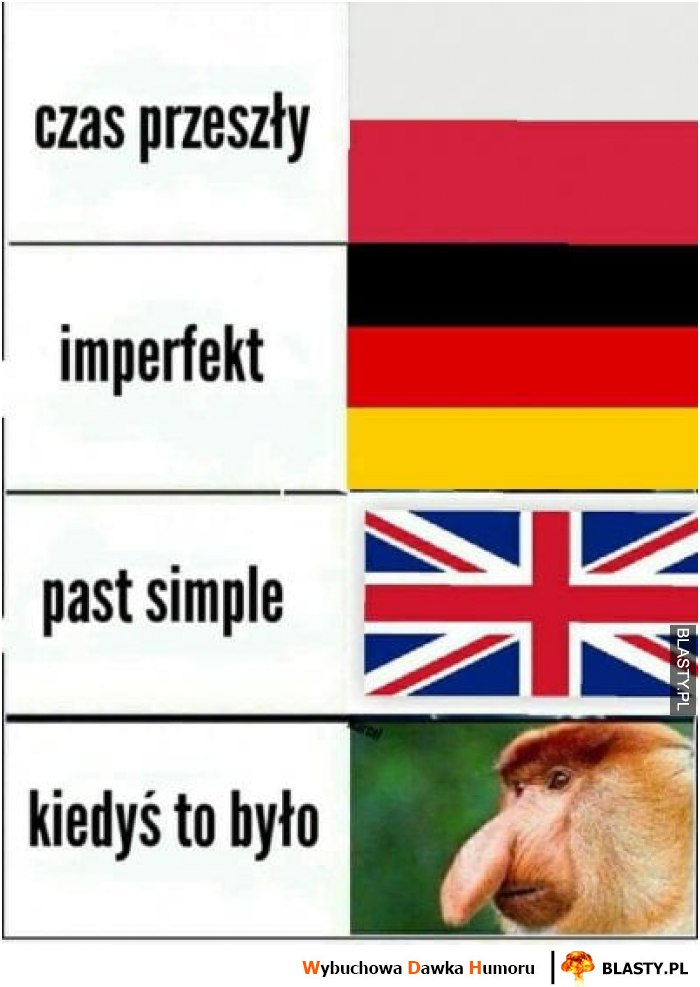 czas przeszły
imperfekt
past simple
BLASTY.PL
kiedyś to było
Wybuchowa Dawka Humoru
BLASTY.PL